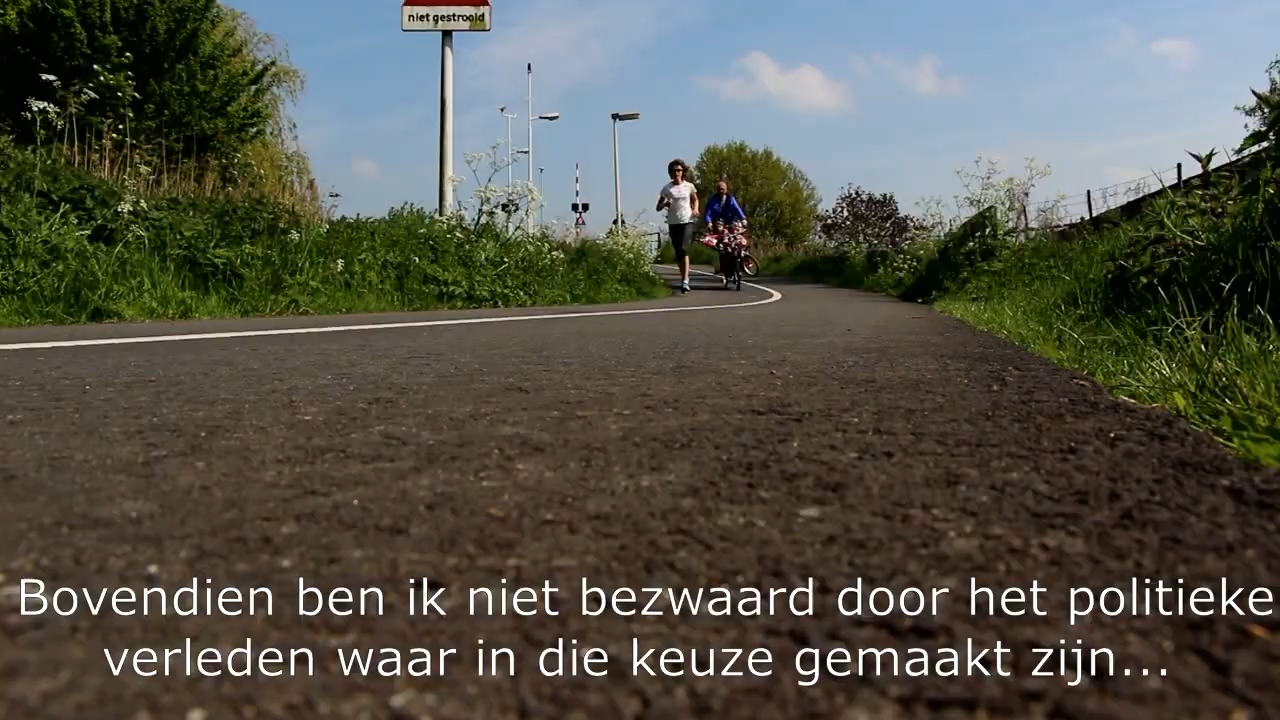 niet gestrooid
Bovendien ben ik niet bezwaard door het politieke
verleden waar in die keuze gemaakt zijn...